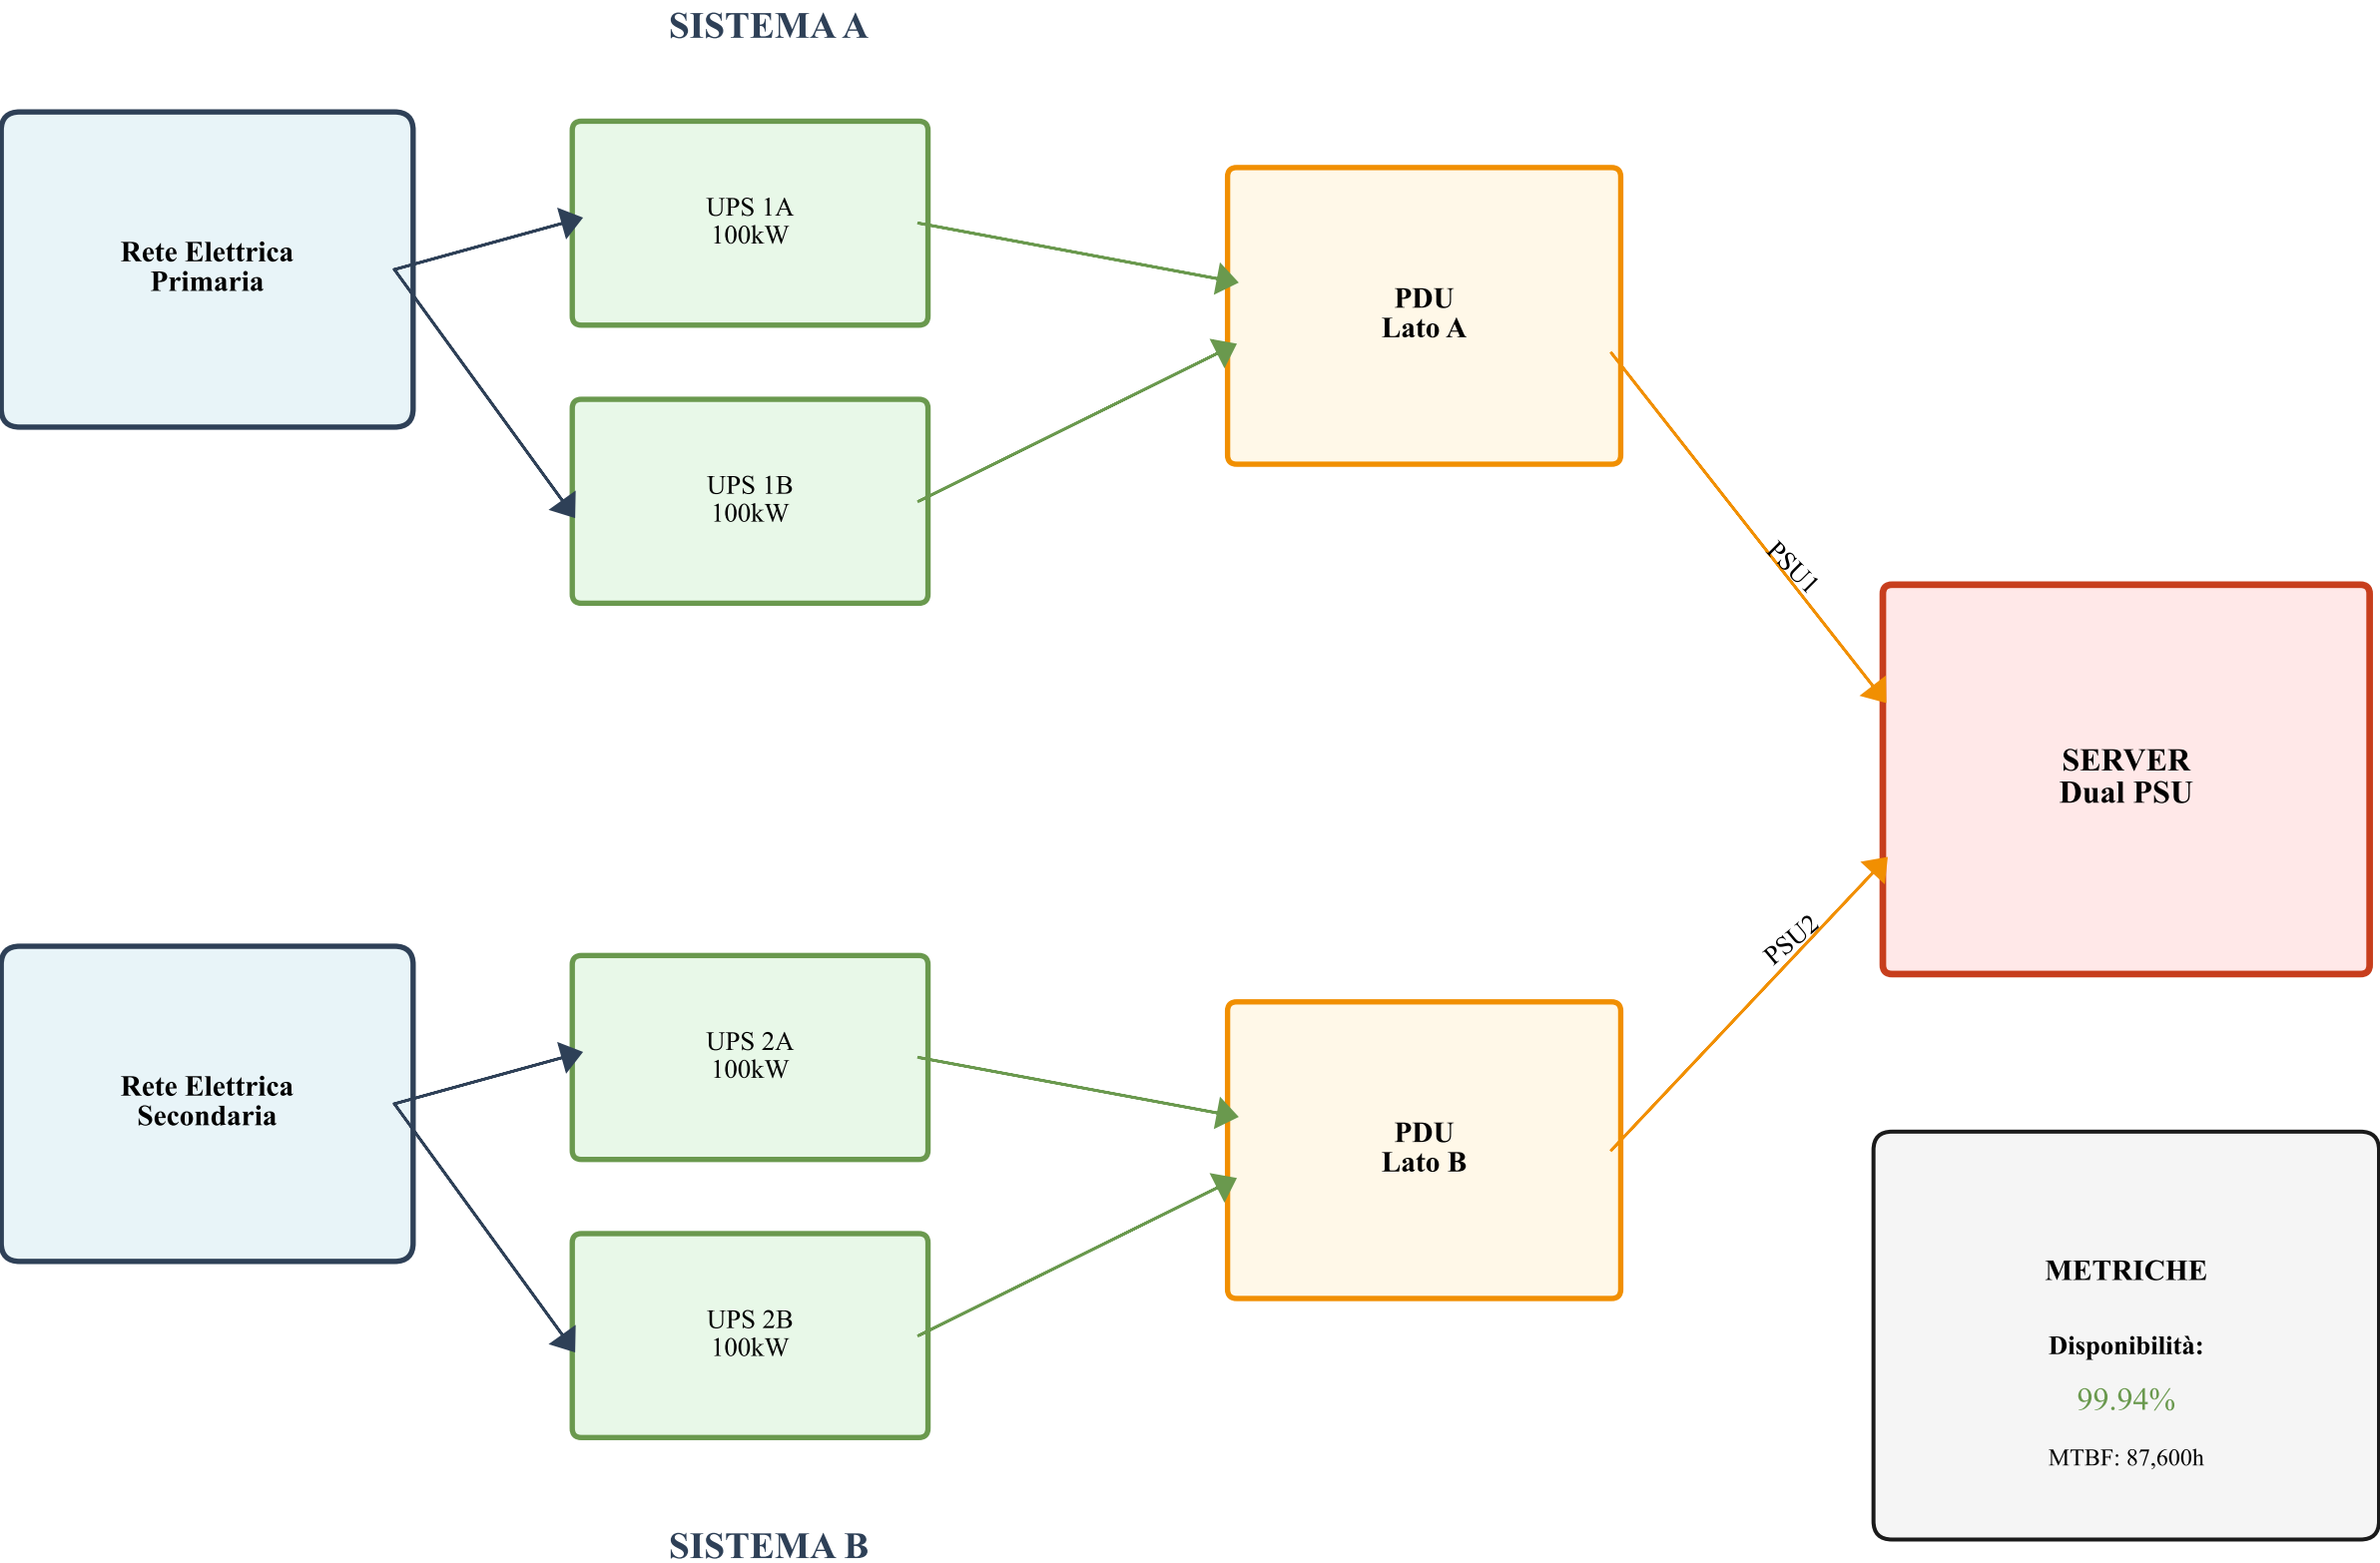 SISTEMA A
Rete Elettrica
Primaria
UPS 1A
100kW
UPS 1B
100kW
PDU
Lato A
PSU1
SERVER
Dual PSU
PSU2
Rete Elettrica
Secondaria
UPS 2A
100kW
UPS 2B
100kW
PDU
Lato B
METRICHE
Disponibilità:
99.94%
MTBF: 87,600h
SISTEMA B